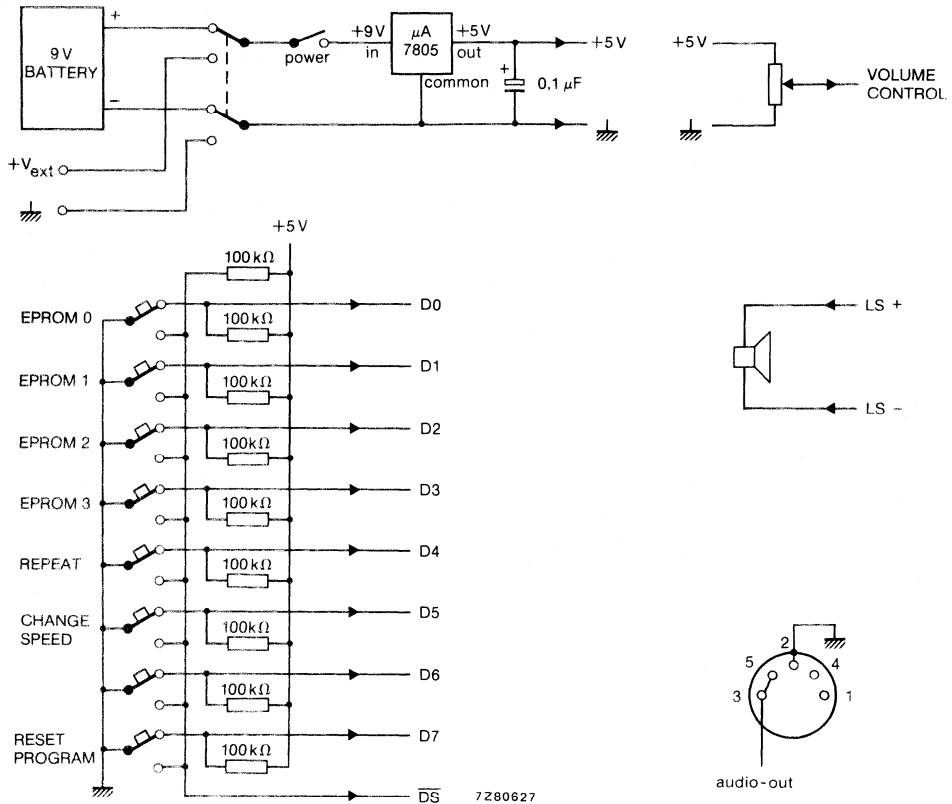 9V
BATTERY
+
−
+Vext
power
+9V
in
µA
7805
+5V
out
common
+
0,1 µF
+5V
+5V
VOLUME
CONTROL
+5V
100 kΩ
EPROM 0
D0
100 kΩ
EPROM 1
D1
100 kΩ
EPROM 2
D2
100 kΩ
EPROM 3
D3
100 kΩ
REPEAT
D4
100 kΩ
CHANGE
SPEED
D5
100 kΩ
D6
100 kΩ
RESET
PROGRAM
D7
100 kΩ
D̅S̅
7Z80627
LS +
LS −
2
5
4
3
1
audio-out